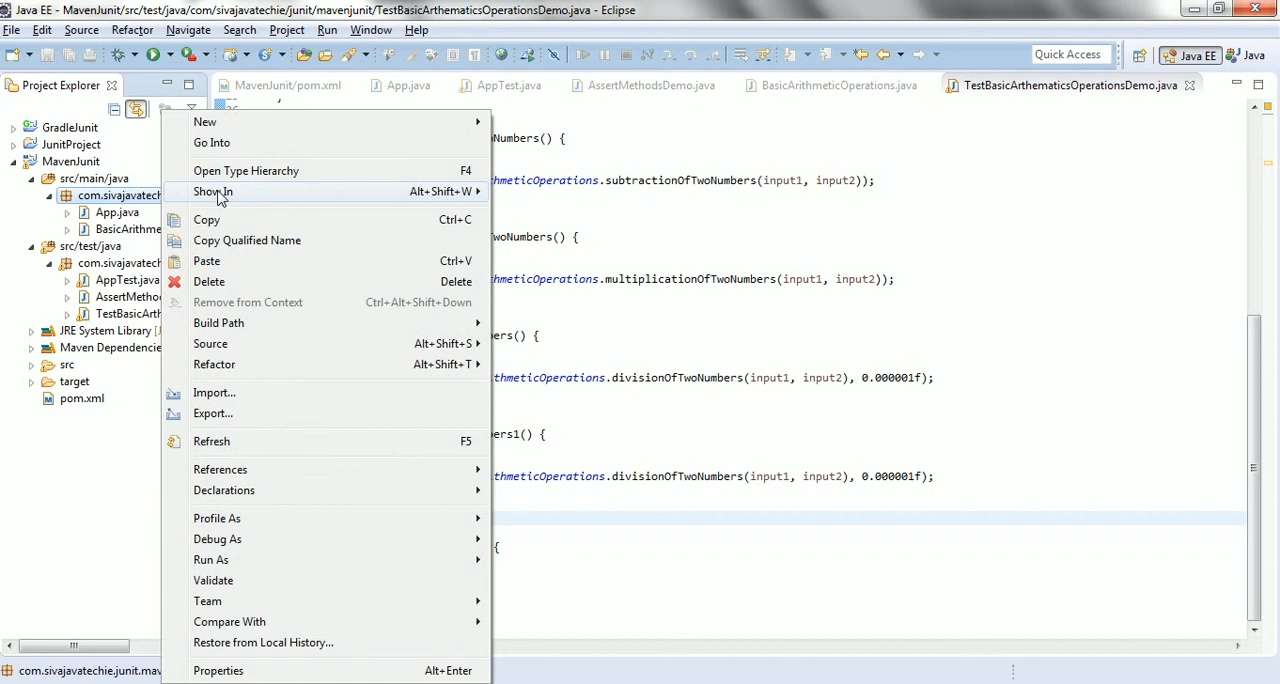 Java EE - MavenJunit/src/test/java/com/sivajavatechie/junit/mavenjunit/TestBasicArthematicsOperationsDemo.java - Eclipse
File Edit Source Refactor Navigate Search Project Run Window Help
Quick Access Java EE Java
Project Explorer MavenJunit/pom.xml App.java AppTest.java AssertMethodsDemo.java BasicArithmeticOperations.java TestBasicArthematicsOperationsDemo.java
GradleJunit
JunitProject
MavenJunit
src/main/java
com.sivajavatech
App.java
BasicArithme
src/test/java
com.sivajavatech
AppTest.java
AssertMethod
TestBasicArth
JRE System Library [J
Maven Dependencie
src
target
pom.xml
New
Go Into
Open Type Hierarchy F4
Show In Alt+Shift+W
Copy Ctrl+C
Copy Qualified Name
Paste Ctrl+V
Delete Delete
Remove from Context Ctrl+Alt+Shift+Down
Build Path
Source Alt+Shift+S
Refactor Alt+Shift+T
Import...
Export...
Refresh F5
References
Declarations
Profile As
Debug As
Run As
Validate
Team
Compare With
Restore from Local History...
Properties Alt+Enter
woNumbers() {
thmeticOperations.subtractionOfTwoNumbers(input1, input2));
TwoNumbers() {
thmeticOperations.multiplicationOfTwoNumbers(input1, input2));
ers() {
thmeticOperations.divisionOfTwoNumbers(input1, input2), 0.000001f);
ers1() {
thmeticOperations.divisionOfTwoNumbers(input1, input2), 0.000001f);
{
com.sivajavatechie.junit.mav